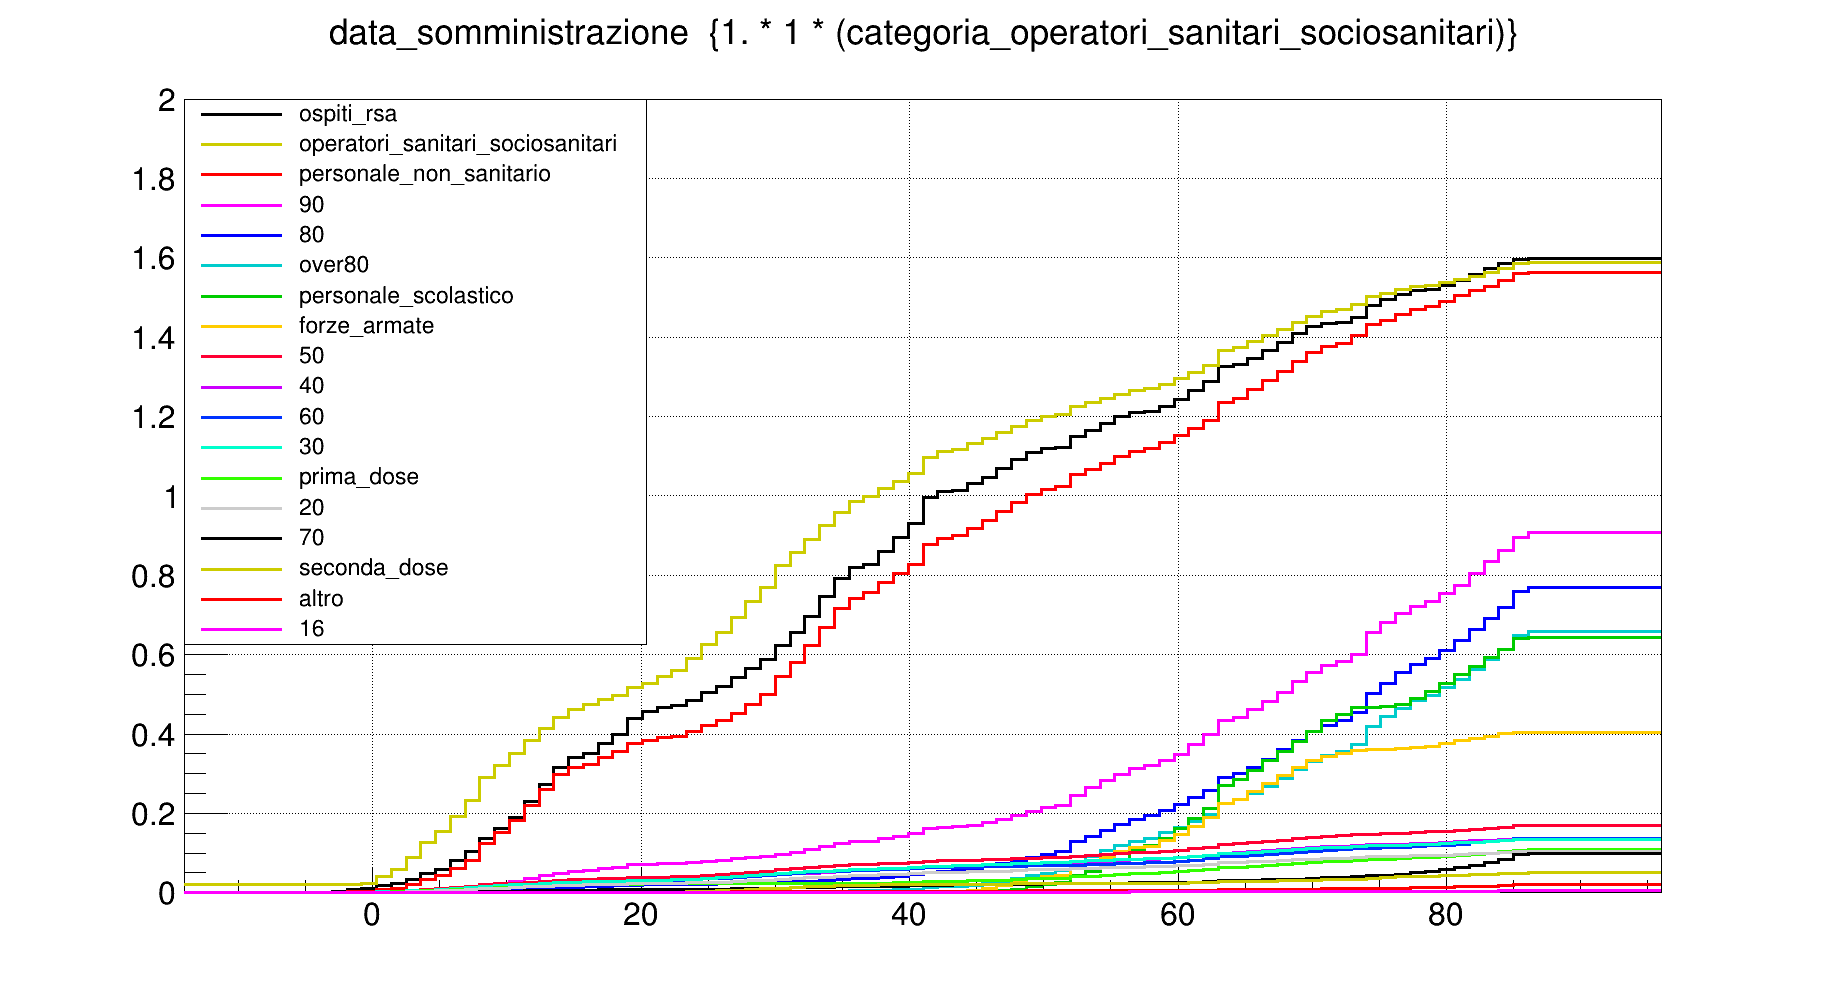 data_somministrazione {1. * 1 * (categoria_operatori_sanitari_sociosanitari)}
2
1.8
1.6
1.4
1.2
1
0.8
0.6
0.4
0.2
0
ospiti_rsa
operatori_sanitari_sociosanitari
personale_non_sanitario
90
80
over80
personale_scolastico
forze_armate
50
40
60
30
prima_dose
20
70
seconda_dose
altro
16
0 20 40 60 80